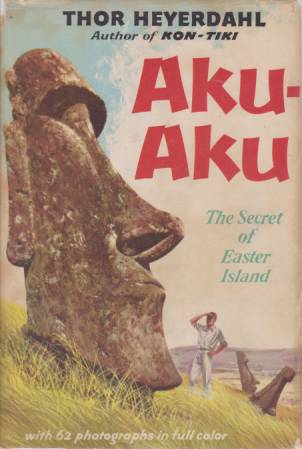 THOR HEYERDAHL
Author of KON-TIKI
AKU-
AKU
The Secret
of
Easter
Island
with 62 photographs in full color